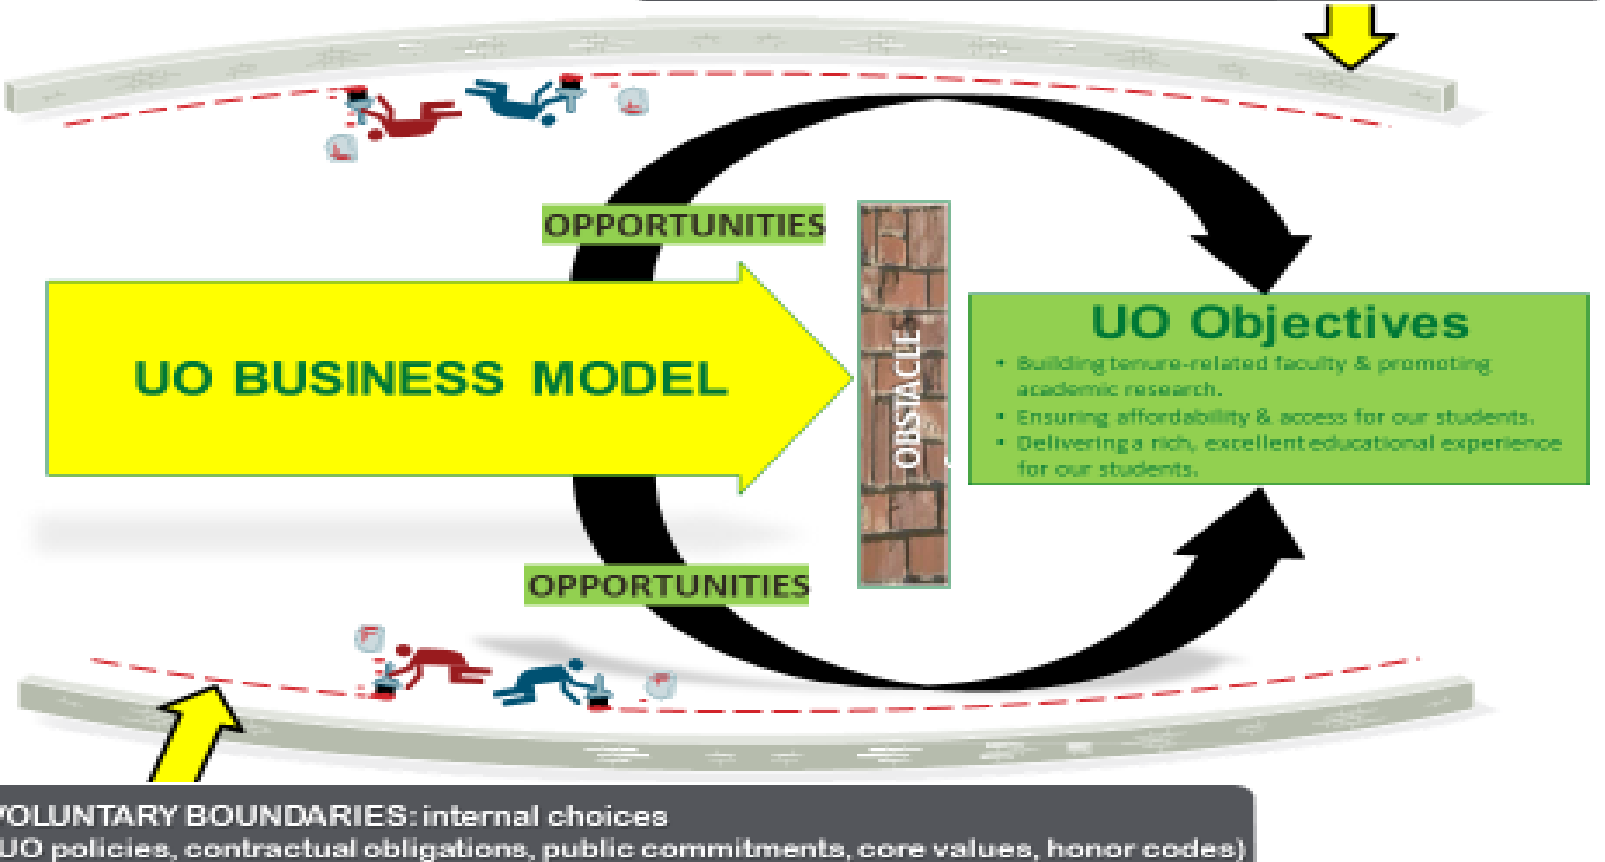 OPPORTUNITIES
UO BUSINESS MODEL
OBSTACLE
UO Objectives
• Building tenure-related faculty & promoting
academic research.
• Ensuring affordability & access for our students.
• Delivering a rich, excellent educational experience
for our students.
OPPORTUNITIES
VOLUNTARY BOUNDARIES: internal choices
UO policies, contractual obligations, public commitments, core values, honor codes)